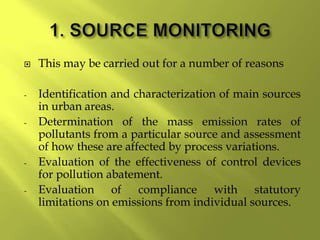 1. SOURCE MONITORING
This may be carried out for a number of reasons
- Identification and characterization of main sources
in urban areas.
- Determination of the mass emission rates of
pollutants from a particular source and assessment
of how these are affected by process variations.
- Evaluation of the effectiveness of control devices
for pollution abatement.
- Evaluation of compliance with statutory
limitations on emissions from individual sources.